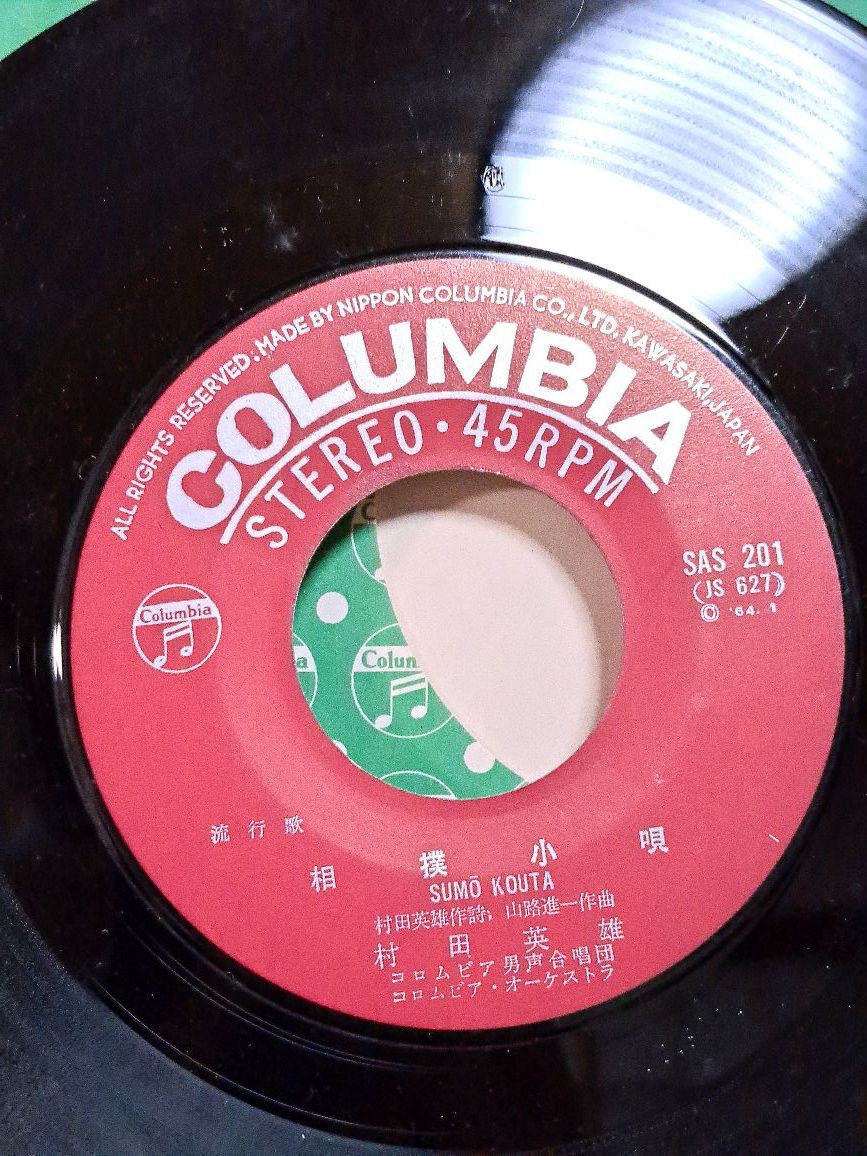 ALL RIGHTS RESERVED. MADE BY NIPPON COLUMBIA CO., LTD. KAWASAKI, JAPAN
COLUMBIA
STEREO・45RPM
SAS 201
(JS 627)
© '64. 1
Columbia
a
Colum
流行歌
相撲小唄
SUMŌ KOUTA
村田英雄作詩, 山路進一作曲
村田英雄
コロムビア男声合唱団
コロムビア・オーケストラ